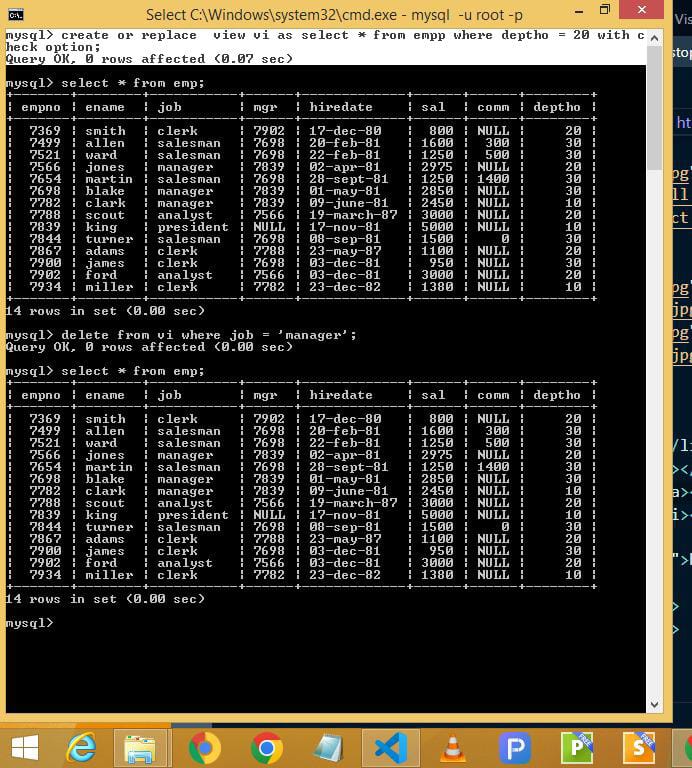 Select C:\Windows\system32\cmd.exe - mysql -u root -p
mysql> create or replace  view vi as select * from empp where deptho = 20 with c
heck option;
Query OK, 0 rows affected (0.07 sec)
mysql> select * from emp;
+-------+--------+-----------+------+-------------+------+------+--------+
| empno | ename | job | mgr | hiredate | sal | comm | deptho |
+-------+--------+-----------+------+-------------+------+------+--------+
| 7369 | smith | clerk | 7902 | 17-dec-80 | 800 | NULL | 20 |
| 7499 | allen | salesman | 7698 | 20-feb-81 | 1600 | 300 | 30 |
| 7521 | ward | salesman | 7698 | 22-feb-81 | 1250 | 500 | 30 |
| 7566 | jones | manager | 7839 | 02-apr-81 | 2975 | NULL | 20 |
| 7654 | martin | salesman | 7698 | 28-sept-81 | 1250 | 1400 | 30 |
| 7698 | blake | manager | 7839 | 01-may-81 | 2850 | NULL | 30 |
| 7782 | clark | manager | 7839 | 09-june-81 | 2450 | NULL | 10 |
| 7788 | scout | analyst | 7566 | 19-march-87 | 3000 | NULL | 20 |
| 7839 | king | president | NULL | 17-nov-81 | 5000 | NULL | 10 |
| 7844 | turner | salesman | 7698 | 08-sep-81 | 1500 | 0 | 30 |
| 7867 | adams | clerk | 7788 | 23-may-87 | 1100 | NULL | 20 |
| 7900 | james | clerk | 7698 | 03-dec-81 | 950 | NULL | 30 |
| 7902 | ford | analyst | 7566 | 03-dec-81 | 3000 | NULL | 20 |
| 7934 | miller | clerk | 7782 | 23-dec-82 | 1380 | NULL | 10 |
+-------+--------+-----------+------+-------------+------+------+--------+
14 rows in set (0.00 sec)
mysql> delete from vi where job = 'manager';
Query OK, 0 rows affected (0.00 sec)
mysql> select * from emp;
+-------+--------+-----------+------+-------------+------+------+--------+
| empno | ename | job | mgr | hiredate | sal | comm | deptho |
+-------+--------+-----------+------+-------------+------+------+--------+
| 7369 | smith | clerk | 7902 | 17-dec-80 | 800 | NULL | 20 |
| 7499 | allen | salesman | 7698 | 20-feb-81 | 1600 | 300 | 30 |
| 7521 | ward | salesman | 7698 | 22-feb-81 | 1250 | 500 | 30 |
| 7566 | jones | manager | 7839 | 02-apr-81 | 2975 | NULL | 20 |
| 7654 | martin | salesman | 7698 | 28-sept-81 | 1250 | 1400 | 30 |
| 7698 | blake | manager | 7839 | 01-may-81 | 2850 | NULL | 30 |
| 7782 | clark | manager | 7839 | 09-june-81 | 2450 | NULL | 10 |
| 7788 | scout | analyst | 7566 | 19-march-87 | 3000 | NULL | 20 |
| 7839 | king | president | NULL | 17-nov-81 | 5000 | NULL | 10 |
| 7844 | turner | salesman | 7698 | 08-sep-81 | 1500 | 0 | 30 |
| 7867 | adams | clerk | 7788 | 23-may-87 | 1100 | NULL | 20 |
| 7900 | james | clerk | 7698 | 03-dec-81 | 950 | NULL | 30 |
| 7902 | ford | analyst | 7566 | 03-dec-81 | 3000 | NULL | 20 |
| 7934 | miller | clerk | 7782 | 23-dec-82 | 1380 | NULL | 10 |
+-------+--------+-----------+------+-------------+------+------+--------+
14 rows in set (0.00 sec)
mysql>